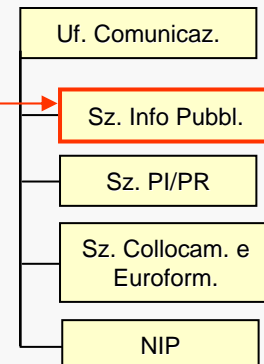 Uf. Comunicaz.
Sz. Info Pubbl.
Sz. PI/PR
Sz. Collocam. e
Euroform.
NIP